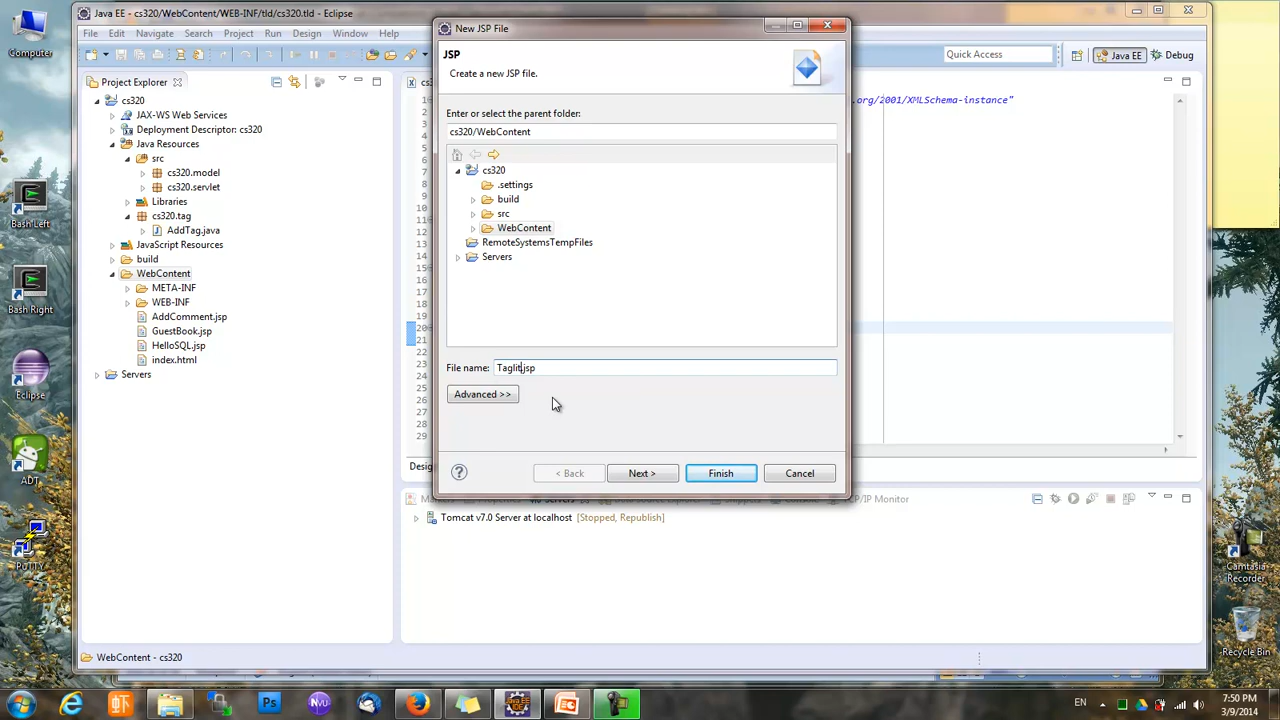 Java EE - cs320/WebContent/WEB-INF/tld/cs320.tld - Eclipse
File Edit Navigate Search Project Run Design Window Help
Quick Access
Java EE
Debug
Project Explorer
cs320
JAX-WS Web Services
Deployment Descriptor: cs320
Java Resources
src
cs320.model
cs320.servlet
Libraries
cs320.tag
AddTag.java
JavaScript Resources
build
WebContent
META-INF
WEB-INF
AddComment.jsp
GuestBook.jsp
HelloSQL.jsp
index.html
Servers
.org/2001/XMLSchema-instance"
New JSP File
JSP
Create a new JSP file.
Enter or select the parent folder:
cs320/WebContent
cs320
.settings
build
src
WebContent
RemoteSystemsTempFiles
Servers
File name: Taglit.jsp
Advanced >>
< Back Next > Finish Cancel
Tomcat v7.0 Server at localhost [Stopped, Republish]
WebContent - cs320
Computer
Bash Left
Bash Right
Eclipse
ADT
PuTTY
Camtasia
Recorder
Recycle Bin
EN
7:50 PM
3/9/2014